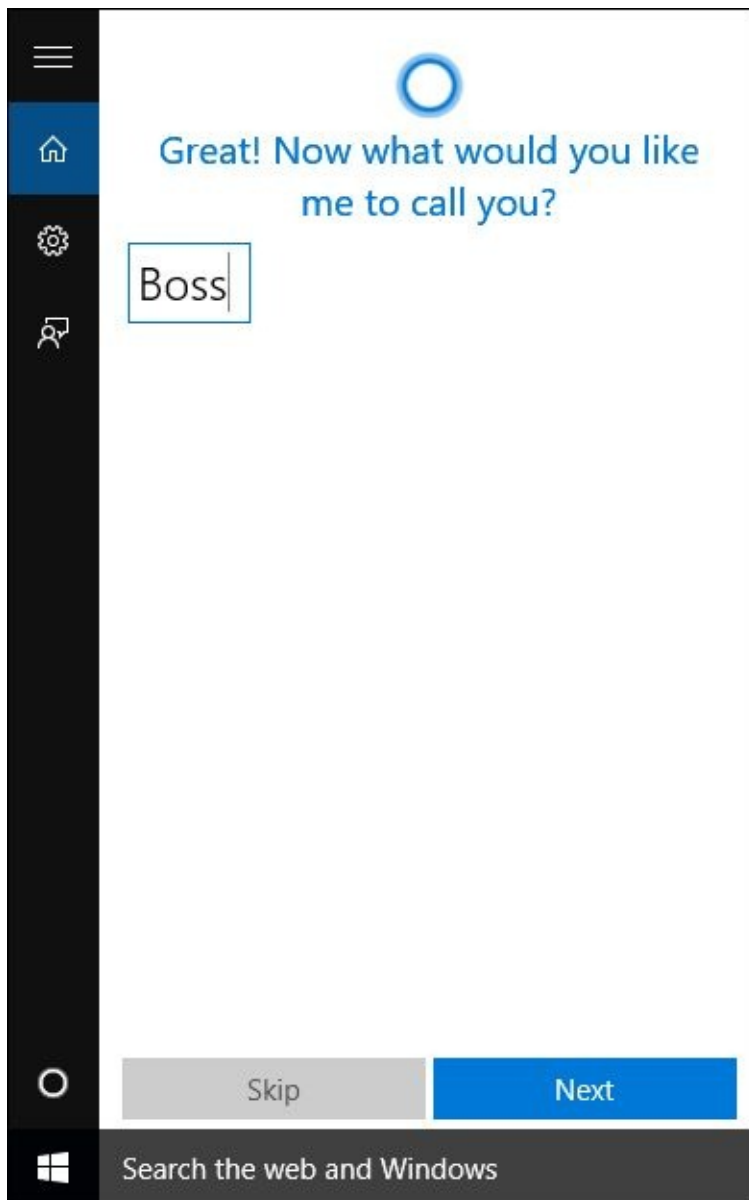 Great! Now what would you like
me to call you?
Boss
Skip
Next
Search the web and Windows